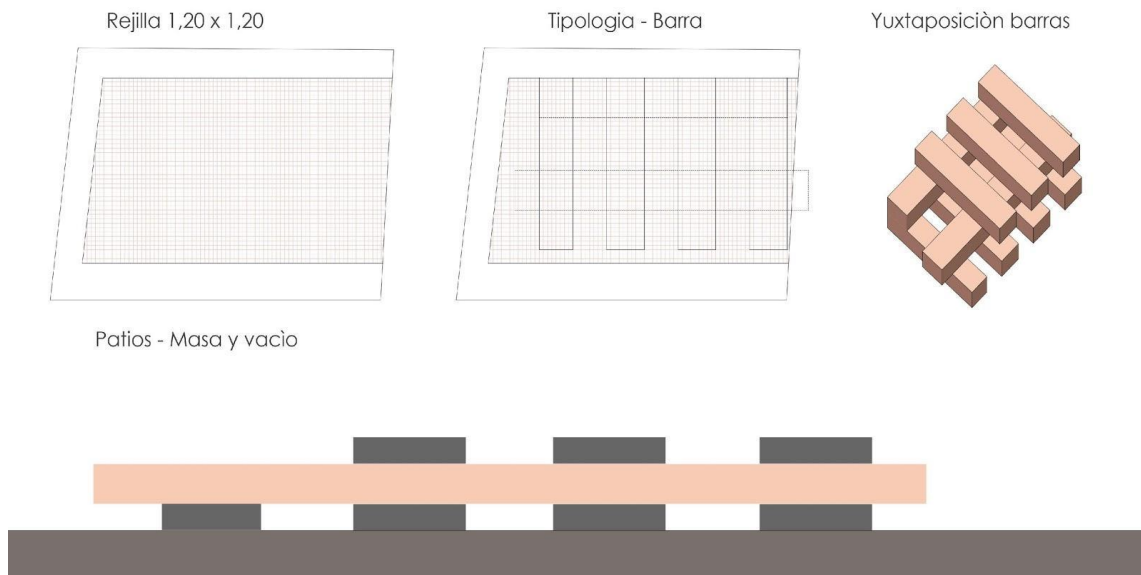 Rejilla 1,20 x 1,20
Tipologia - Barra
Yuxtaposiciòn barras
Patios - Masa y vacìo